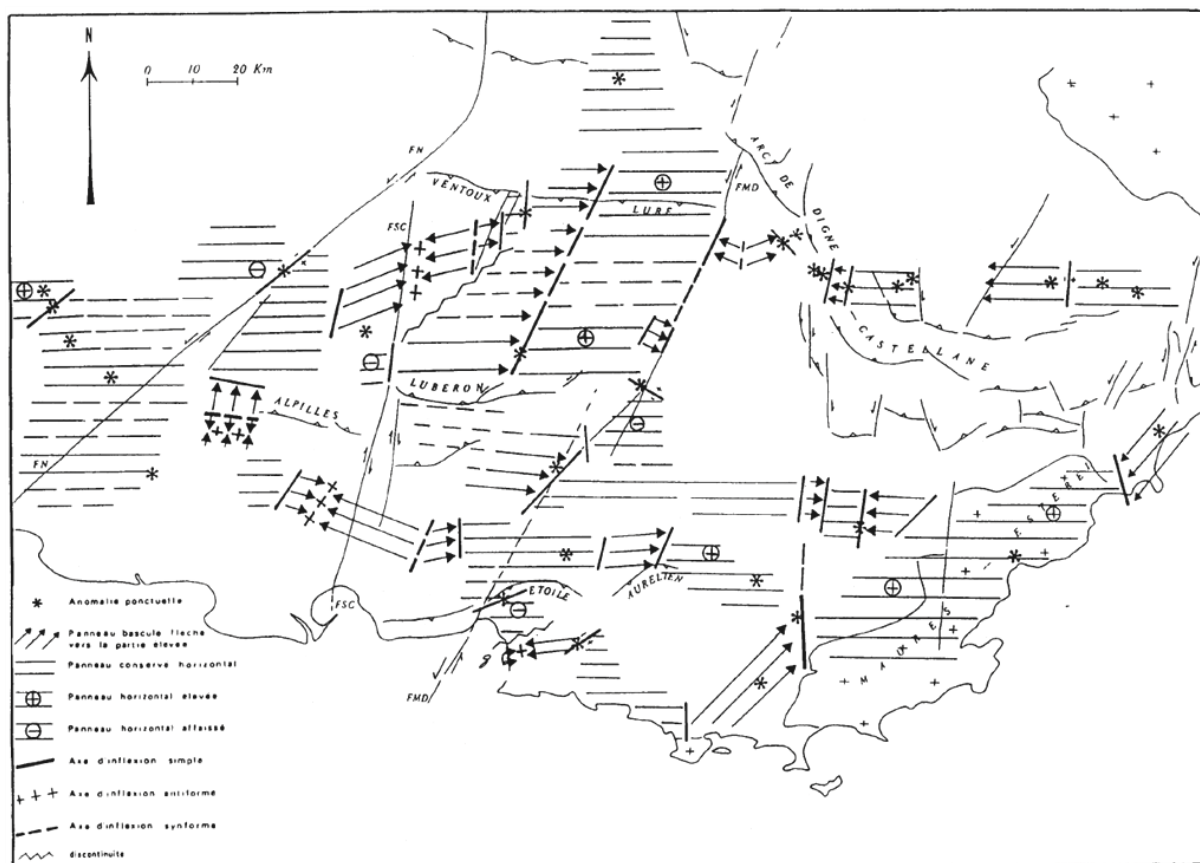 N
0 10 20 Km
FN
VENTOUX
LURE
FMD
ARC DE DIGNE
FSC
CASTELLANE
LUBERON
ALPILLES
FN
ESTEREL
ETOILE
AURELIEN
FSC
MAURES
FMD
Anomalie ponctuelle
Panneau basculé flèche
vers la partie élevée
Panneau conservé horizontal
Panneau horizontal élevée
Panneau horizontal affaissé
Axe d'inflexion simple
Axe d'inflexion antiforme
Axe d'inflexion synforme
discontinuité